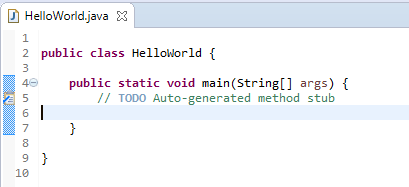 HelloWorld.java
1
2 public class HelloWorld {
3
4 public static void main(String[] args) {
5 // TODO Auto-generated method stub
6
7 }
8
9 }
10